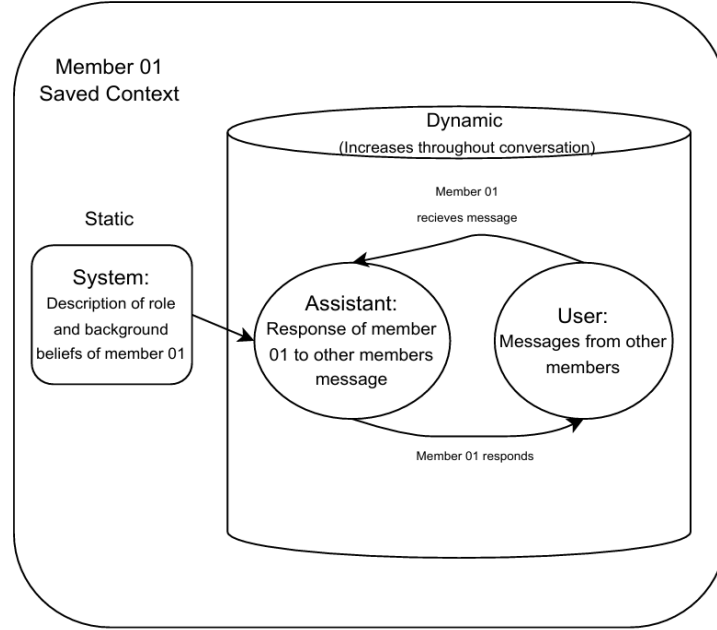 Member 01
Saved Context
Dynamic
(Increases throughout conversation)
Member 01
recieves message
Static
System:
Description of role
and background
beliefs of member 01
Assistant:
Response of member
01 to other members
message
User:
Messages from other
members
Member 01 responds